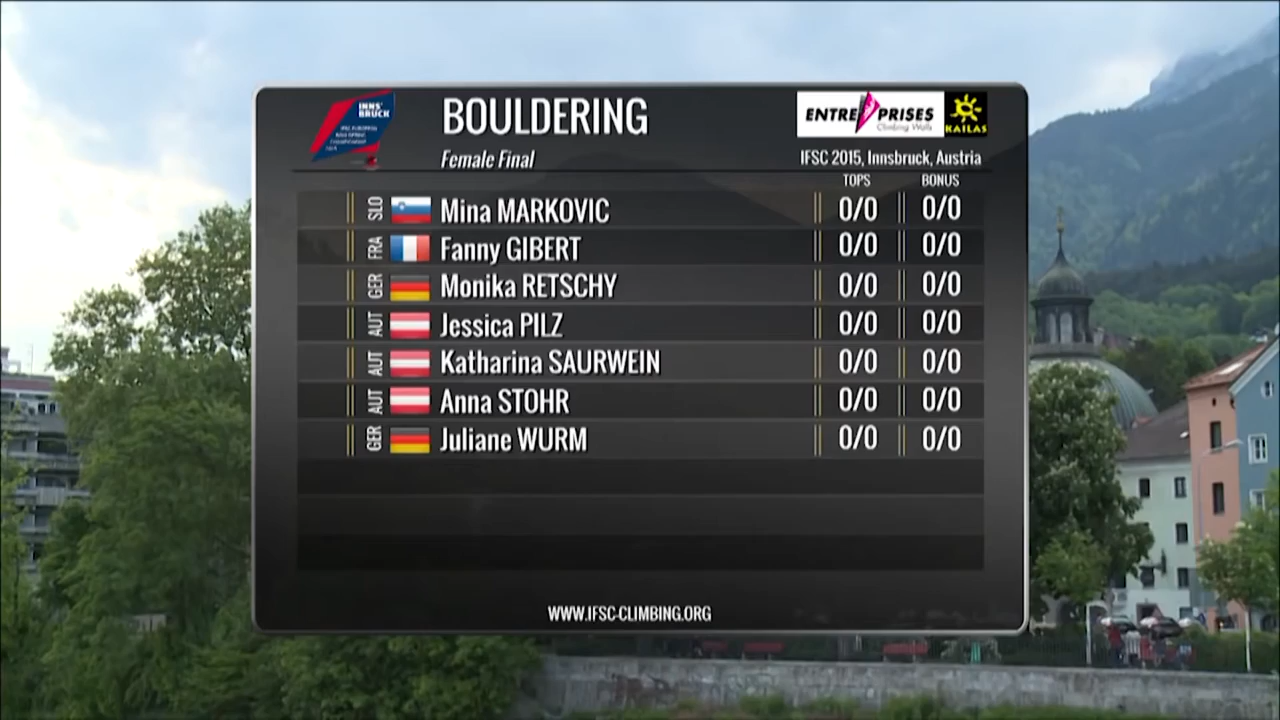 INNS'
BRUCK
BOULDERING
Female Final
ENTRE PRISES
Climbing Walls
KAILAS
IFSC 2015, Innsbruck, Austria
TOPS BONUS
SLO Mina MARKOVIC 0/0 0/0
FRA Fanny GIBERT 0/0 0/0
GER Monika RETSCHY 0/0 0/0
AUT Jessica PILZ 0/0 0/0
AUT Katharina SAURWEIN 0/0 0/0
AUT Anna STOHR 0/0 0/0
GER Juliane WURM 0/0 0/0
WWW.IFSC-CLIMBING.ORG